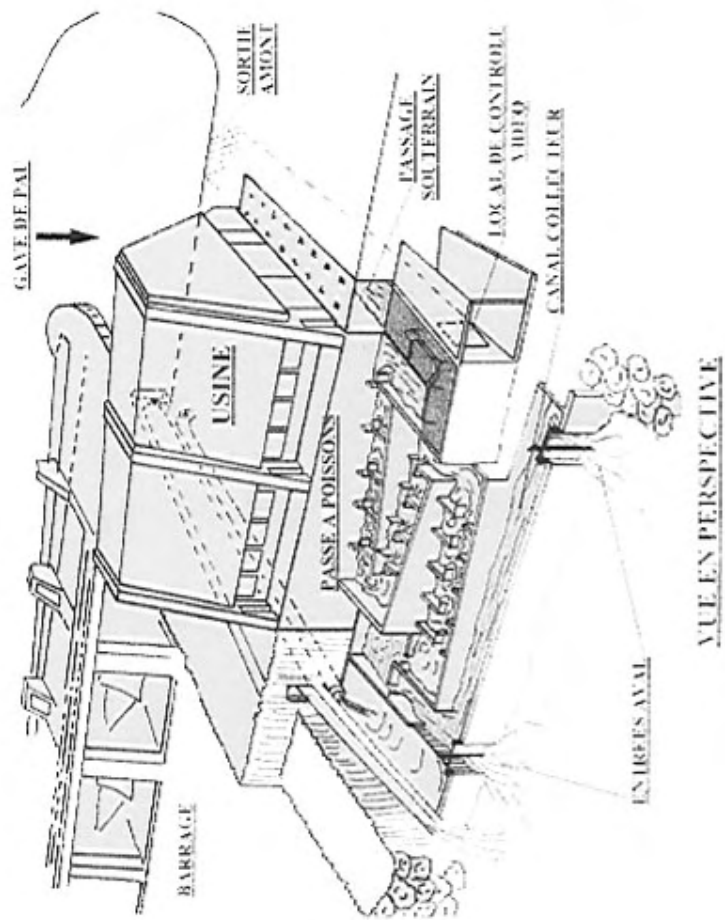 GAVE DE PAU
SORTIE
AMONT
USINE
BARRAGE
PASSE A POISSONS
PASSAGE
SOUTERRAIN
LOCAL DE CONTROLE
VIDEO
CANAL COLLECTEUR
ENTREES AVAL
VUE EN PERSPECTIVE